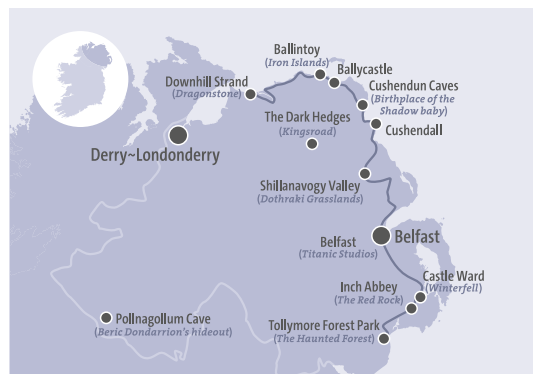 Ballintoy
(Iron Islands)
Ballycastle
Downhill Strand
(Dragonstone)
Cushendun Caves
(Birthplace of the
Shadow baby)
The Dark Hedges
(Kingsroad)
Cushendall
Derry~Londonderry
Shillanavogy Valley
(Dothraki Grasslands)
Belfast
(Titanic Studios)
Belfast
Castle Ward
(Winterfell)
Inch Abbey
(The Red Rock)
Pollnagollum Cave
(Beric Dondarrion's hideout)
Tollymore Forest Park
(The Haunted Forest)